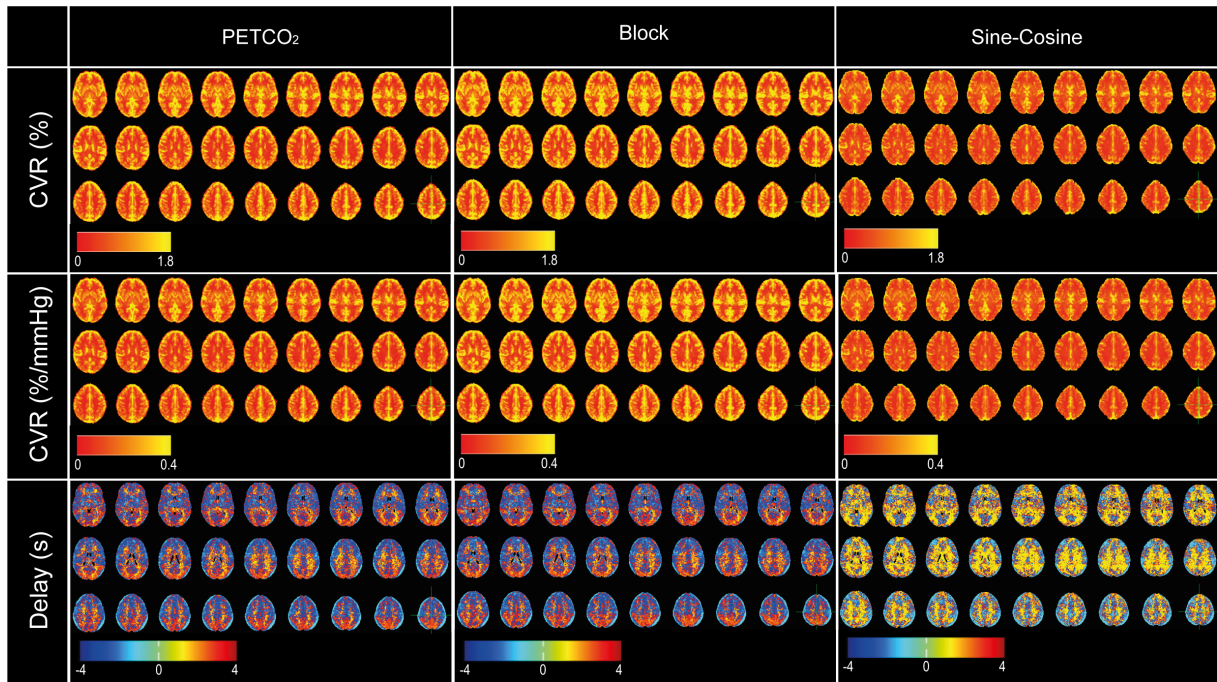 PETCO₂
Block
Sine-Cosine
CVR (%)
0 1.8
0 1.8
0 1.8
CVR (%/mmHg)
0 0.4
0 0.4
0 0.4
Delay (s)
-4 0 4
-4 0 4
-4 0 4